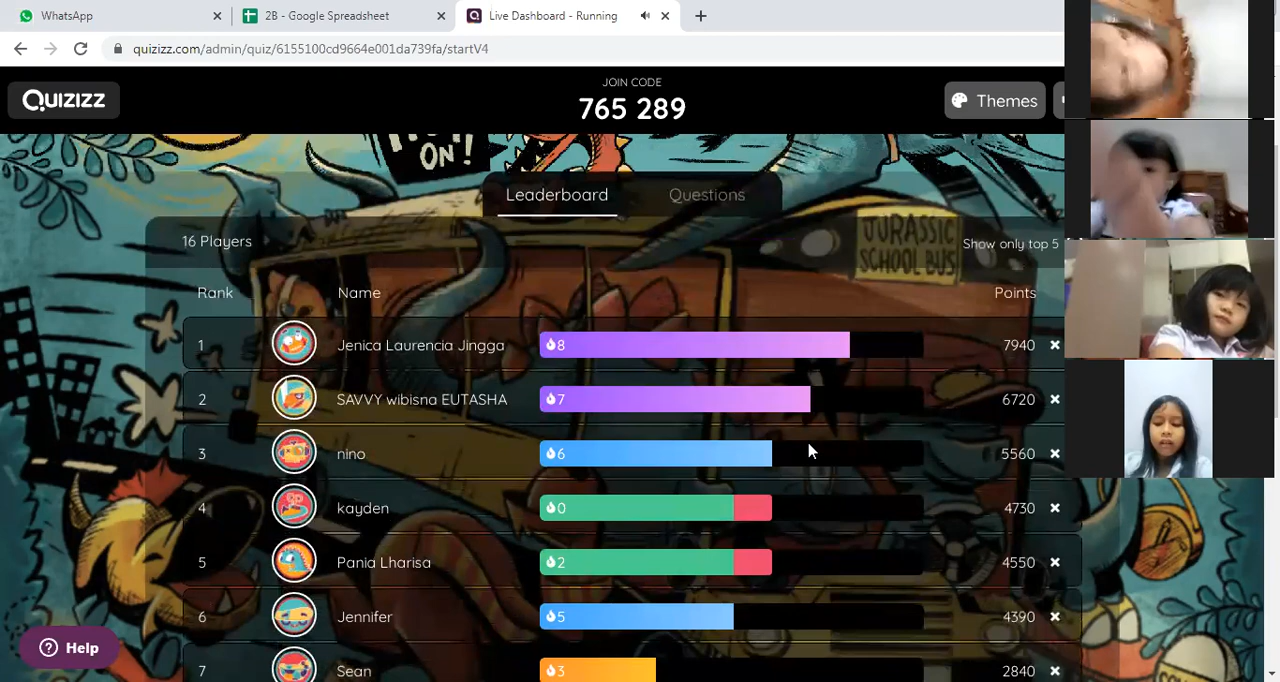 WhatsApp
2B - Google Spreadsheet
Live Dashboard - Running
quizizz.com/admin/quiz/6155100cd9664e001da739fa/startV4
QUIZIZZ
JOIN CODE
765 289
Themes
ON!
Leaderboard
Questions
JURASSIC
SCHOOL BUS
16 Players
Show only top 5
Rank Name Points
1 Jenica Laurencia Jingga 8 7940
2 SAVVY wibisna EUTASHA 7 6720
3 nino 6 5560
4 kayden 0 4730
5 Pania Lharisa 2 4550
6 Jennifer 5 4390
7 Sean 3 2840
Help